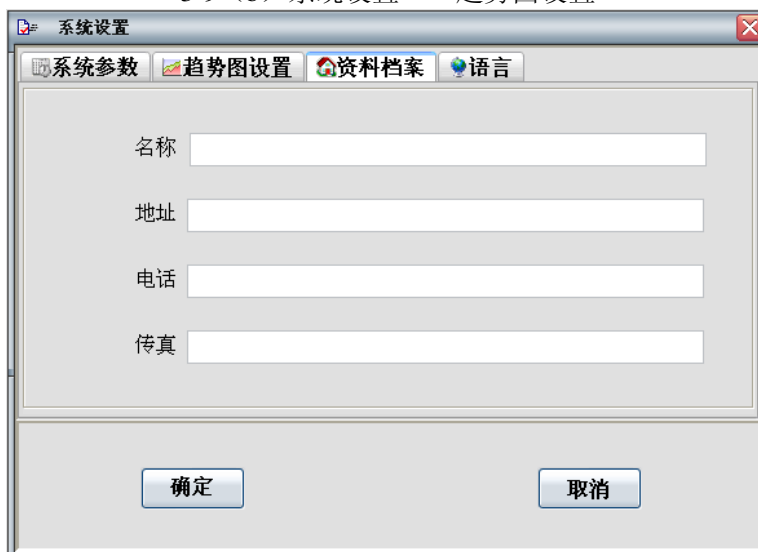 系统设置
系统参数 趋势图设置 资料档案 语言
名称
地址
电话
传真
确定 取消